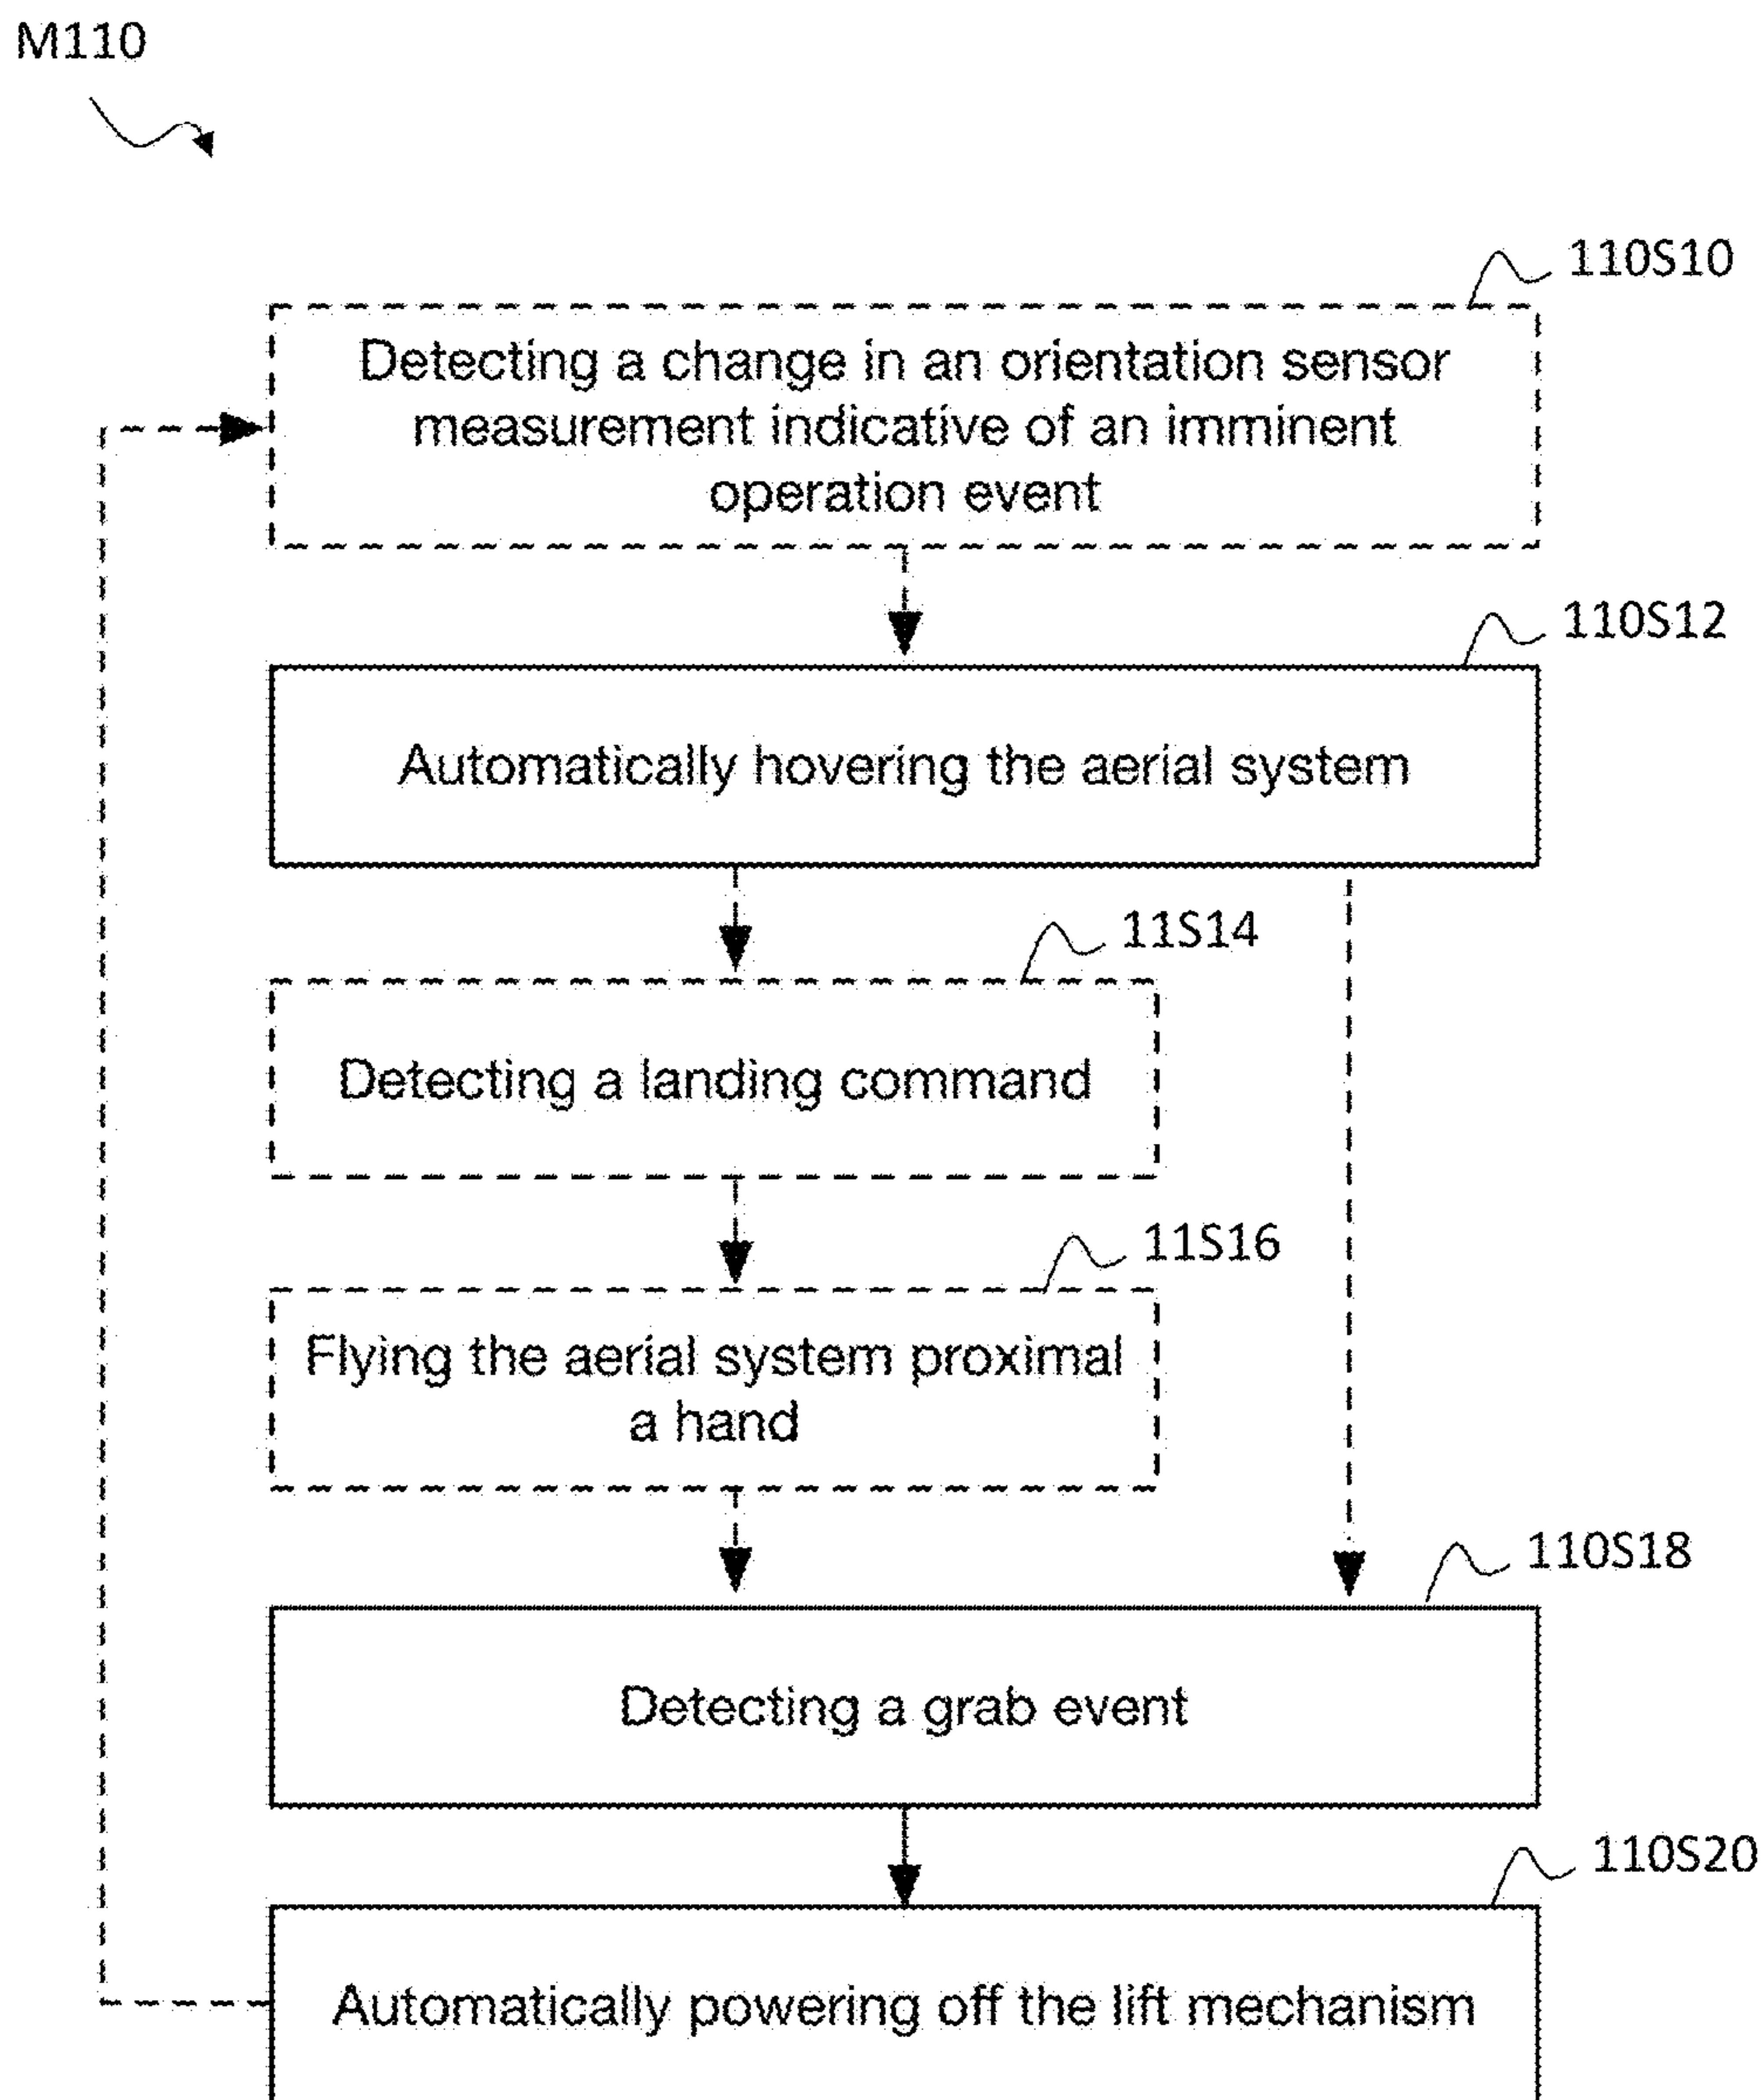 M110
110S10
Detecting a change in an orientation sensor
measurement indicative of an imminent
operation event
110S12
Automatically hovering the aerial system
11S14
Detecting a landing command
11S16
Flying the aerial system proximal
a hand
110S18
Detecting a grab event
110S20
Automatically powering off the lift mechanism